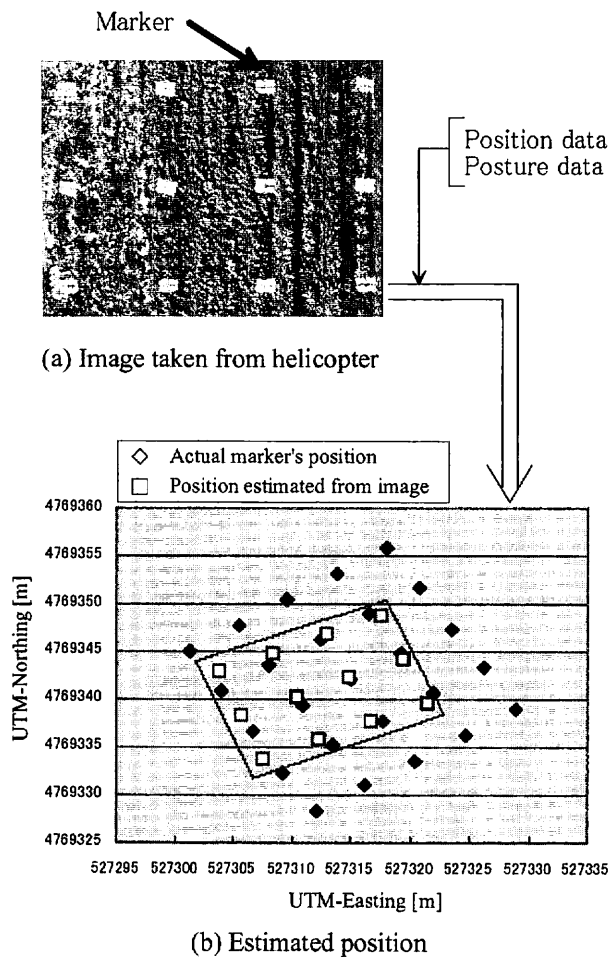 Marker
Position data
Posture data
(a) Image taken from helicopter
Actual marker's position
Position estimated from image
UTM-Northing [m]
4769360
4769355
4769350
4769345
4769340
4769335
4769330
4769325
527295 527300 527305 527310 527315 527320 527325 527330 527335
UTM-Easting [m]
(b) Estimated position